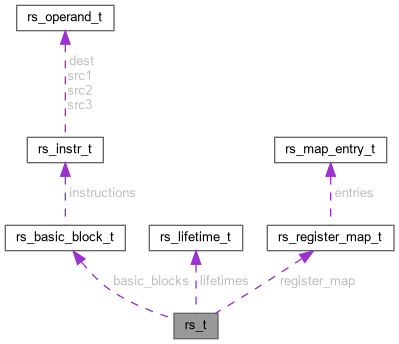 rs_operand_t
dest
src1
src2
src3
rs_instr_t
rs_map_entry_t
instructions
entries
rs_basic_block_t
rs_lifetime_t
rs_register_map_t
basic_blocks
lifetimes
register_map
rs_t